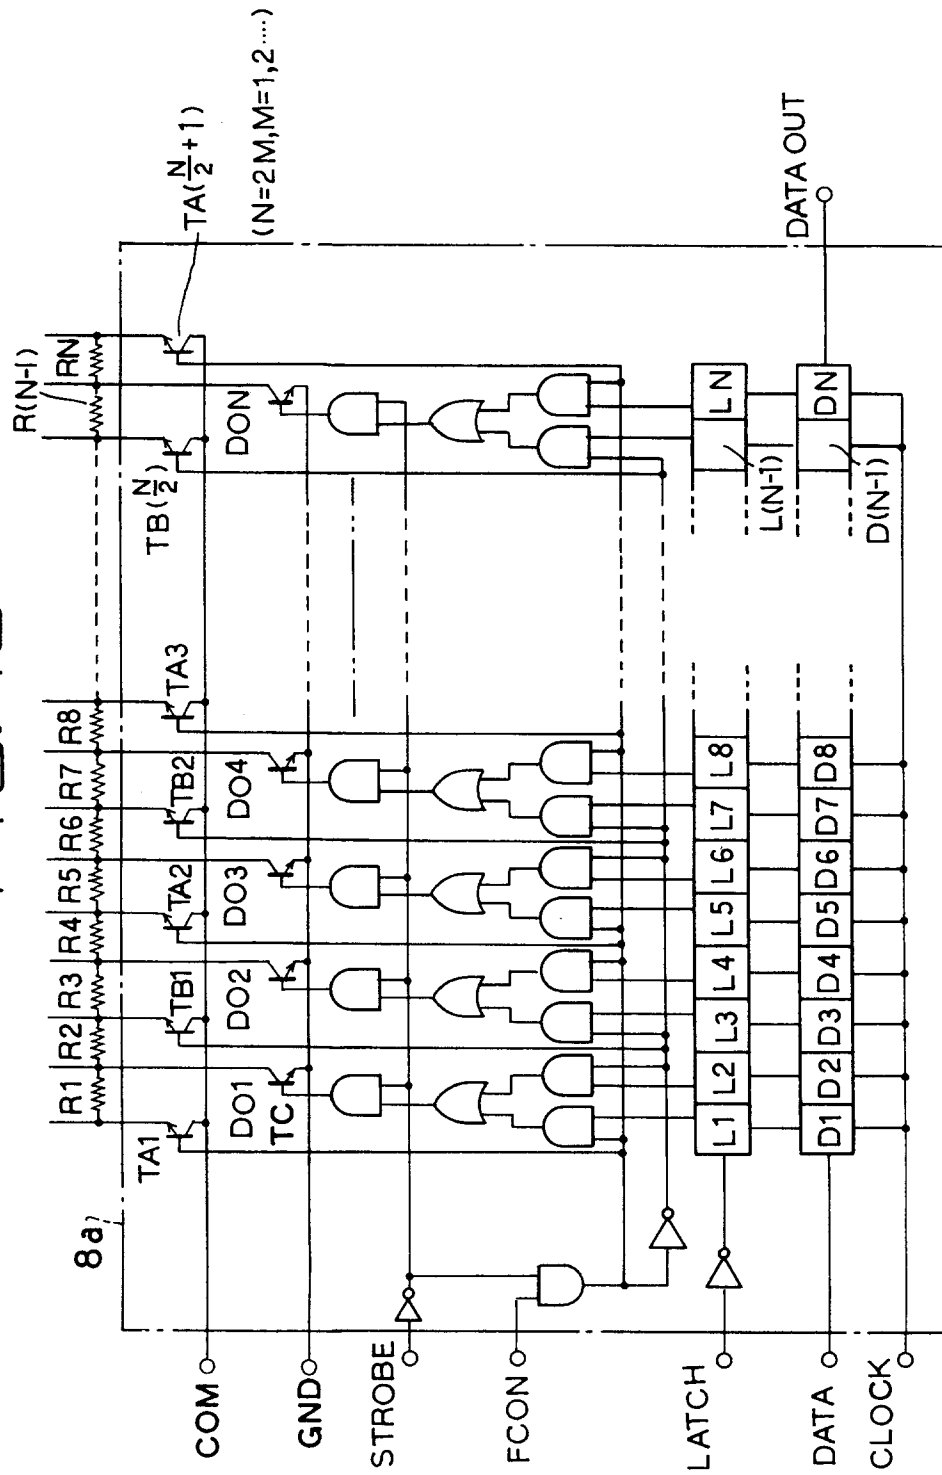 R1 R2 R3 R4 R5 R6 R7 R8 R(N-1) RN
TA1 TB1 TA2 TB2 TA3 TB(N/2) TA(N/2+1)
(N=2M,M=1,2····)
8a
DO1 DO2 DO3 DO4 DON
TC
COM
GND
STROBE
FCON
LATCH
L1 L2 L3 L4 L5 L6 L7 L8 LN
L(N-1)
DATA
D1 D2 D3 D4 D5 D6 D7 D8 DN
D(N-1)
DATA OUT
CLOCK